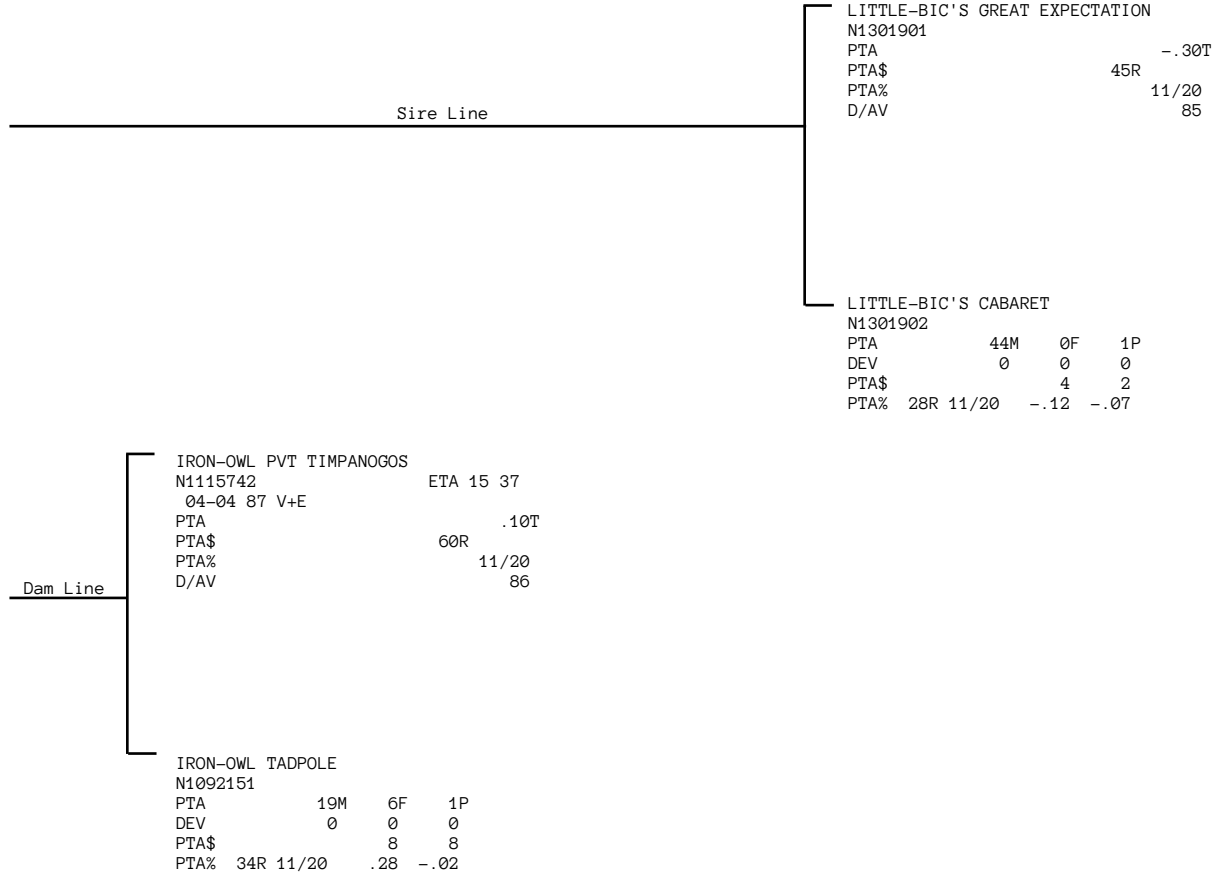 LITTLE-BIC'S GREAT EXPECTATION
N1301901
PTA -.30T
PTA$ 45R
PTA% 11/20
D/AV 85
Sire Line
LITTLE-BIC'S CABARET
N1301902
PTA 44M 0F 1P
DEV 0 0 0
PTA$ 4 2
PTA% 28R 11/20 -.12 -.07
IRON-OWL PVT TIMPANOGOS
N1115742 ETA 15 37
04-04 87 V+E
PTA .10T
PTA$ 60R
PTA% 11/20
D/AV 86
Dam Line
IRON-OWL TADPOLE
N1092151
PTA 19M 6F 1P
DEV 0 0 0
PTA$ 8 8
PTA% 34R 11/20 .28 -.02